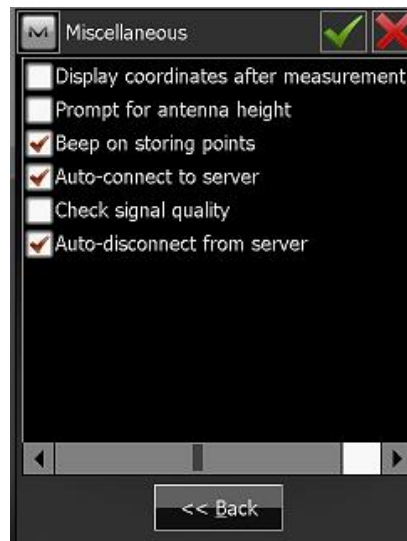 Miscellaneous
Display coordinates after measurement
Prompt for antenna height
Beep on storing points
Auto-connect to server
Check signal quality
Auto-disconnect from server
<< Back